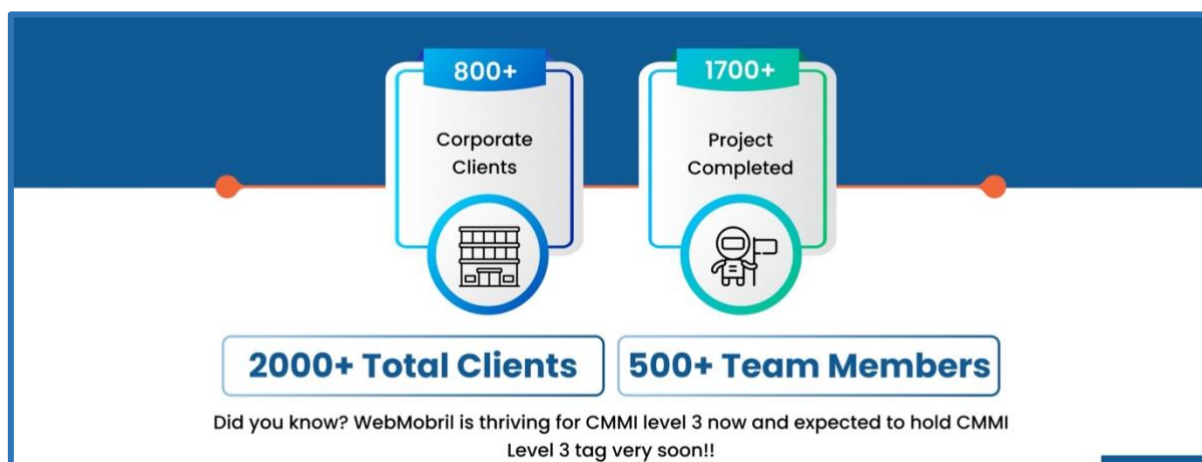 800+
Corporate
Clients
1700+
Project
Completed
2000+ Total Clients
500+ Team Members
Did you know? WebMobril is thriving for CMMI level 3 now and expected to hold CMMI
Level 3 tag very soon!!